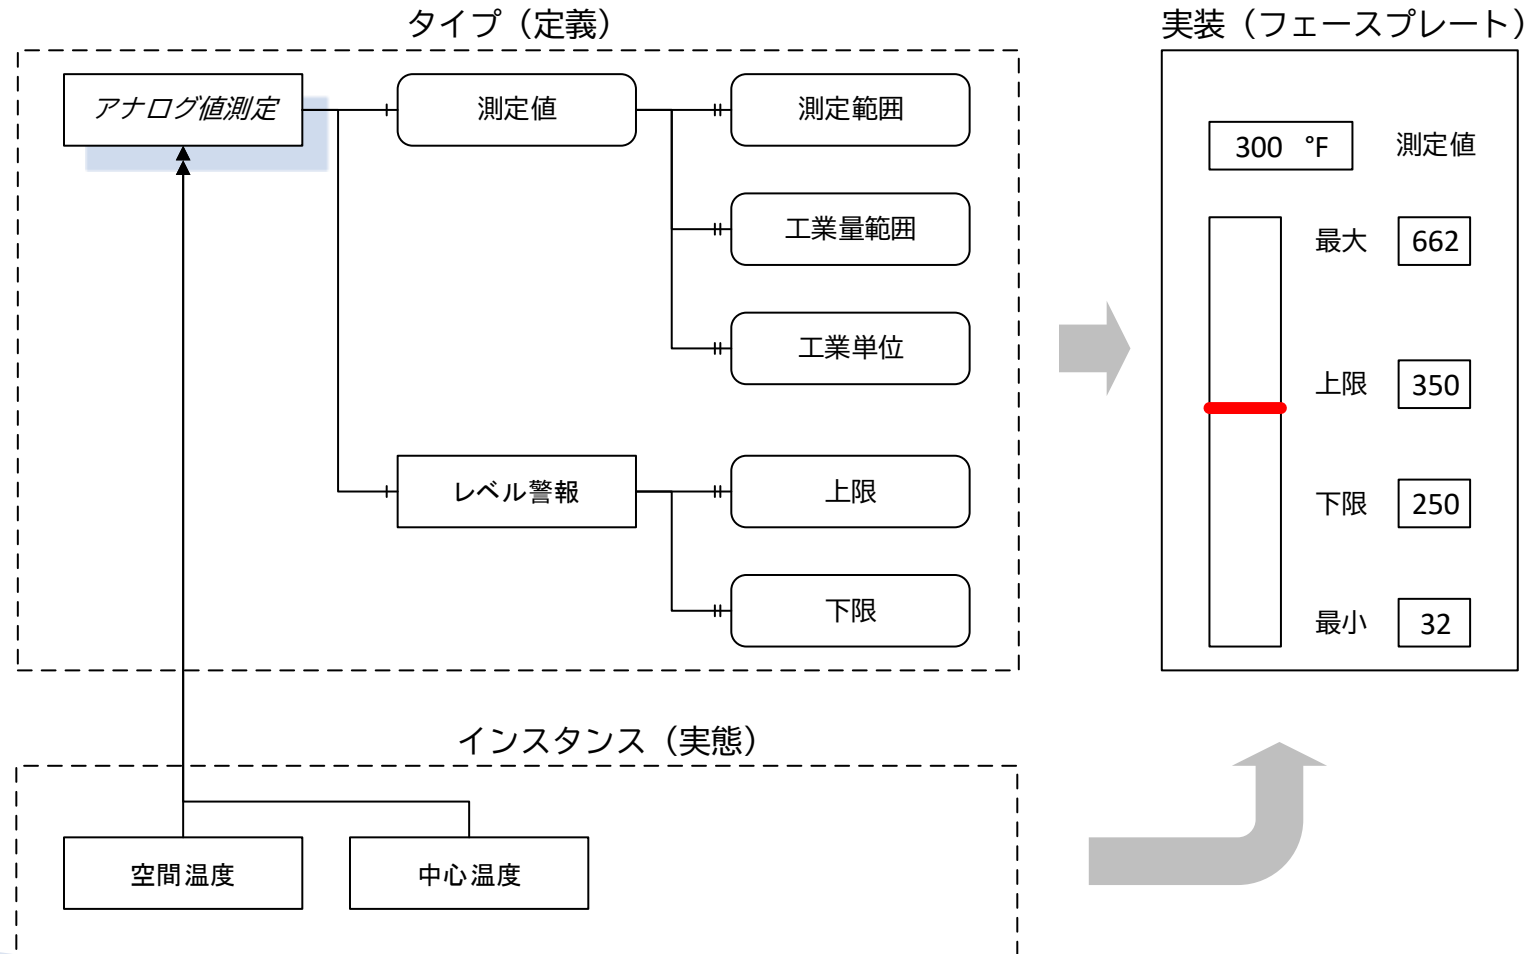 タイプ（定義）
実装（フェースプレート）
アナログ値測定
測定値
測定範囲
工業量範囲
工業単位
レベル警報
上限
下限
300 °F 測定値
最大 662
上限 350
下限 250
最小 32
インスタンス（実態）
空間温度
中心温度